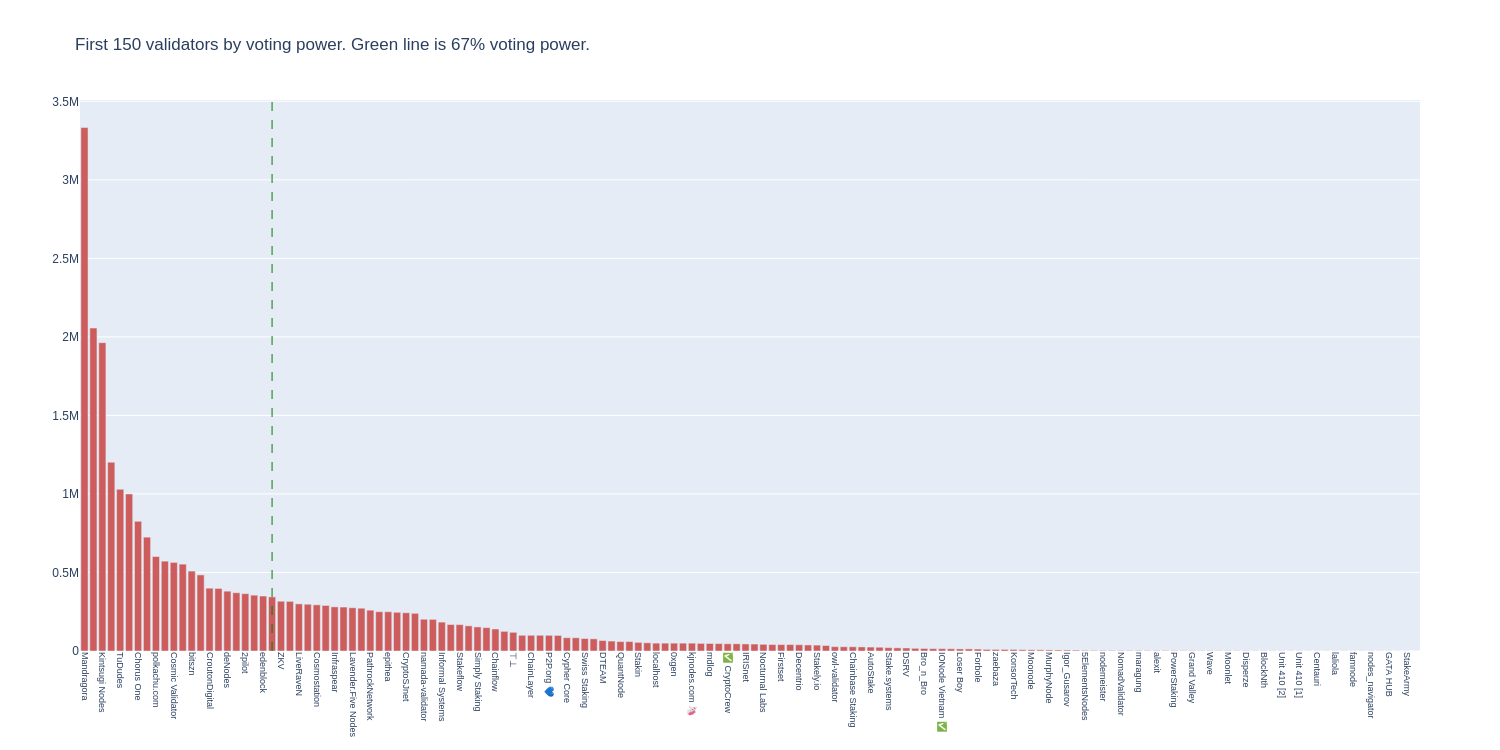 First 150 validators by voting power. Green line is 67% voting power.
3.5M
3M
2.5M
2M
1.5M
1M
0.5M
0
Mandragora
Kintsugi Nodes
TuDudes
Chorus One
polkachu.com
Cosmic Validator
bitszn
CroutonDigital
deNodes
2pilot
edenblock
ZKV
LiveRaveN
Cosmostation
Infraspear
Lavender.Five Nodes
PathrockNetwork
epithea
CryptoSJnet
namada-validator
Informal Systems
Stakeflow
Simply Staking
Chainflow
⊤⊥
ChainLayer
P2P.org 💙
Cypher Core
Swiss Staking
DTEAM
QuantNode
Stakin
localhost
0xgen
kjnodes.com 🦄
mdlog
✅ CryptoCrew
IRISnet
Nocturnal Labs
Firstset
Decentrio
Stakely.io
owl-validator
Chainbase Staking
AutoStake
Stake.systems
DSRV
Bro_n_Bro
IONode Vietnam ✅
Loser Boy
Forbole
zaebazza
KonsorTech
Moonode
MurphyNode
Igor_Gusarov
5ElementsNodes
nodemeister
NomadValidator
maragung
alexit
PowerStaking
Grand Valley
Wave
Moonlet
Disperze
BlockNth
Unit 410 [2]
Unit 410 [1]
Centauri
laliola
famnode
nodes_navigator
GATA HUB
StakeArmy